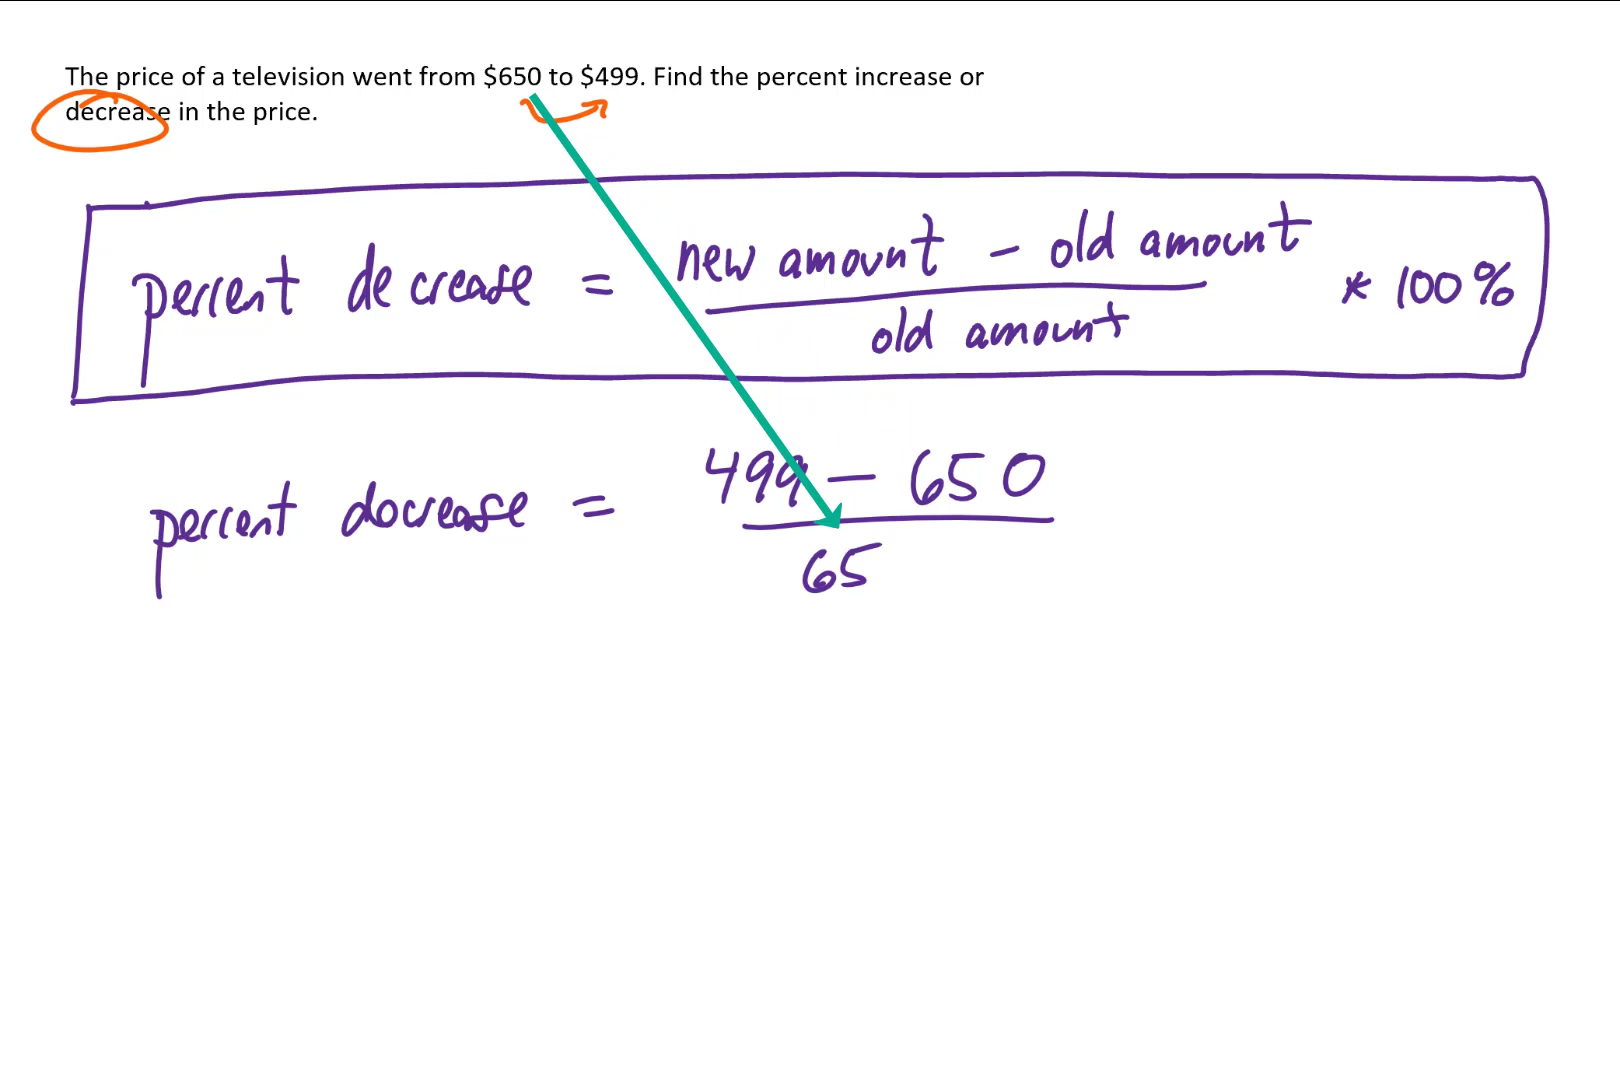 The price of a television went from $650 to $499. Find the percent increase or
decrease in the price.
percent decrease = new amount - old amount * 100%
old amount
percent docrease = 499 - 650
65